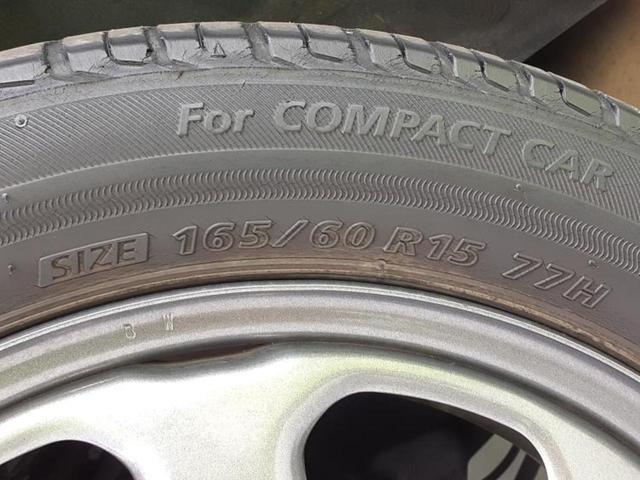 For COMPACT CAR
SIZE 165/60 R15 77H
B W